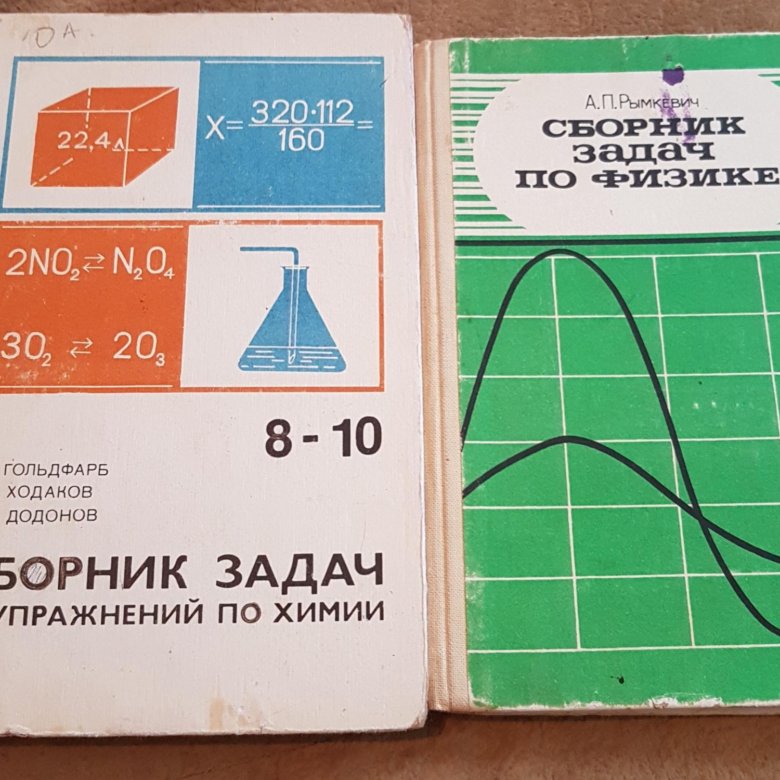 0А
22,4л
X= 320·112 =
160
2NO₂ ⇄ N₂O₄
3O₂ ⇄ 2O₃
8-10
ГОЛЬДФАРБ
ХОДАКОВ
ДОДОНОВ
БОРНИК ЗАДАЧ
УПРАЖНЕНИЙ ПО ХИМИИ
А.П.Рымкевич
СБОРНИК
ЗАДАЧ
ПО ФИЗИКЕ